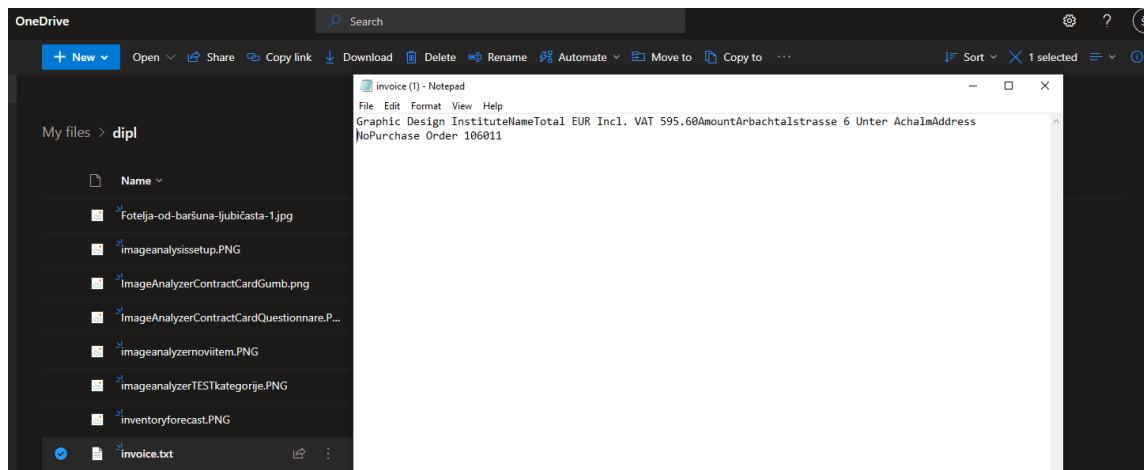 OneDrive
Search
?
New
Open
Share
Copy link
Download
Delete
Rename
Automate
Move to
Copy to
...
Sort
1 selected
invoice (1) - Notepad
File Edit Format View Help
Graphic Design InstituteNameTotal EUR Incl. VAT 595.60AmountArbachtalstrasse 6 Unter AchalmAddress
NoPurchase Order 106011
My files > dipl
Name
Fotelja-od-baršuna-ljubičasta-1.jpg
imageanalysissetup.PNG
ImageAnalyzerContractCardGumb.png
ImageAnalyzerContractCardQuestionnare.P...
imageanalyzernoviitem.PNG
imageanalyzerTESTkategorije.PNG
inventoryforecast.PNG
invoice.txt